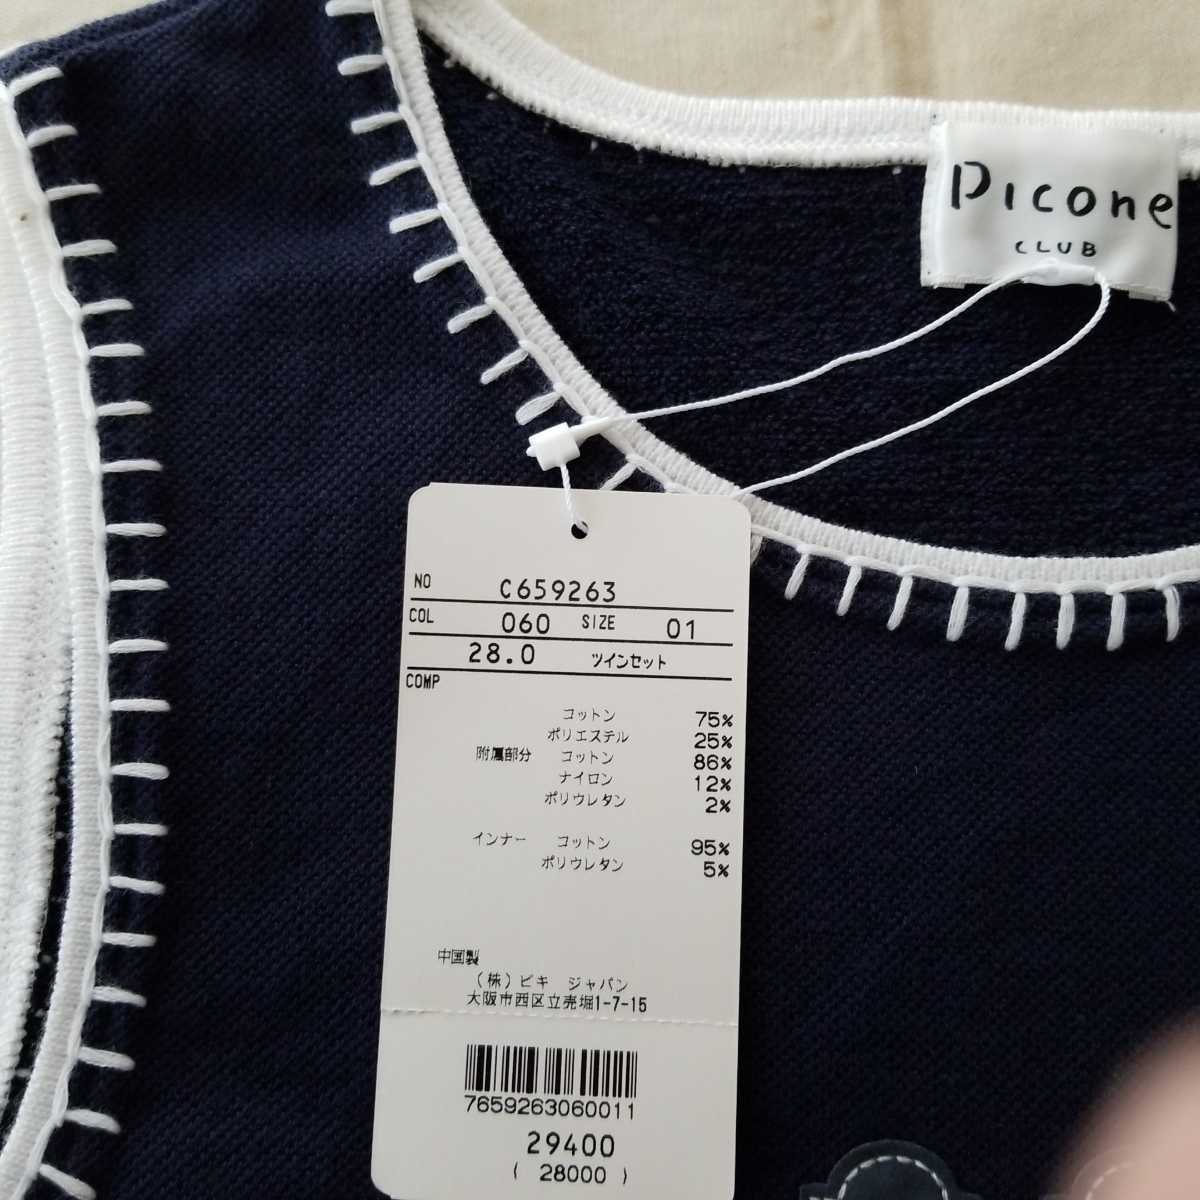 Picone
CLUB
NO C659263
COL 060 SIZE 01
28.0 ツインセット
COMP
コットン 75%
ポリエステル 25%
附属部分 コットン 86%
ナイロン 12%
ポリウレタン 2%
インナー コットン 95%
ポリウレタン 5%
中国製
(株)ビキ ジャパン
大阪市西区立売堀1-7-15
7659263060011
29400
( 28000 )